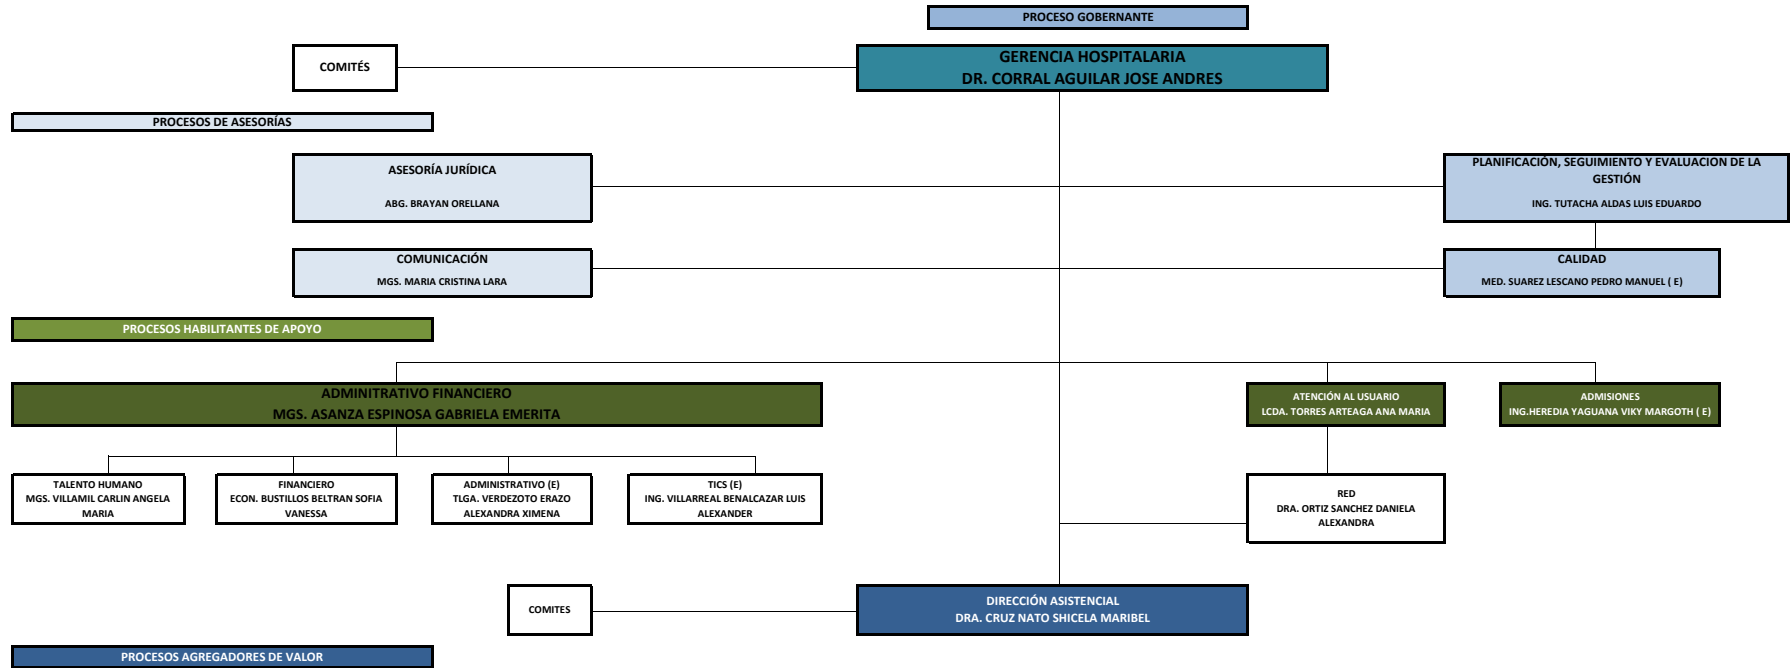 PROCESO GOBERNANTE
COMITÉS
GERENCIA HOSPITALARIA
DR. CORRAL AGUILAR JOSE ANDRES
PROCESOS DE ASESORÍAS
ASESORÍA JURÍDICA
ABG. BRAYAN ORELLANA
PLANIFICACIÓN, SEGUIMIENTO Y EVALUACION DE LA
GESTIÓN
ING. TUTACHA ALDAS LUIS EDUARDO
COMUNICACIÓN
MGS. MARIA CRISTINA LARA
CALIDAD
MED. SUAREZ LESCANO PEDRO MANUEL ( E)
PROCESOS HABILITANTES DE APOYO
ADMINITRATIVO FINANCIERO
MGS. ASANZA ESPINOSA GABRIELA EMERITA
ATENCIÓN AL USUARIO
LCDA. TORRES ARTEAGA ANA MARIA
ADMISIONES
ING.HEREDIA YAGUANA VIKY MARGOTH ( E)
TALENTO HUMANO
MGS. VILLAMIL CARLIN ANGELA
MARIA
FINANCIERO
ECON. BUSTILLOS BELTRAN SOFIA
VANESSA
ADMINISTRATIVO (E)
TLGA. VERDEZOTO ERAZO
ALEXANDRA XIMENA
TICS (E)
ING. VILLARREAL BENALCAZAR LUIS
ALEXANDER
RED
DRA. ORTIZ SANCHEZ DANIELA
ALEXANDRA
COMITES
DIRECCIÓN ASISTENCIAL
DRA. CRUZ NATO SHICELA MARIBEL
PROCESOS AGREGADORES DE VALOR